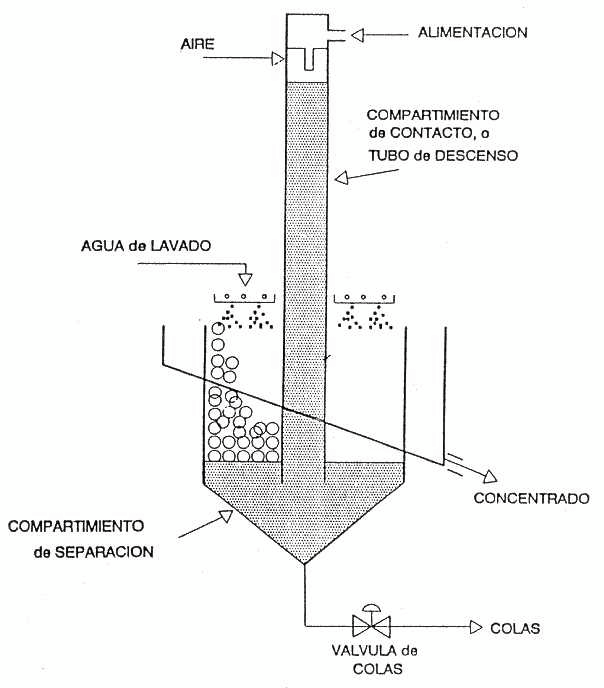 ALIMENTACION
AIRE
COMPARTIMIENTO
de CONTACTO, o
TUBO de DESCENSO
AGUA de LAVADO
CONCENTRADO
COMPARTIMIENTO
de SEPARACION
COLAS
VALVULA de
COLAS